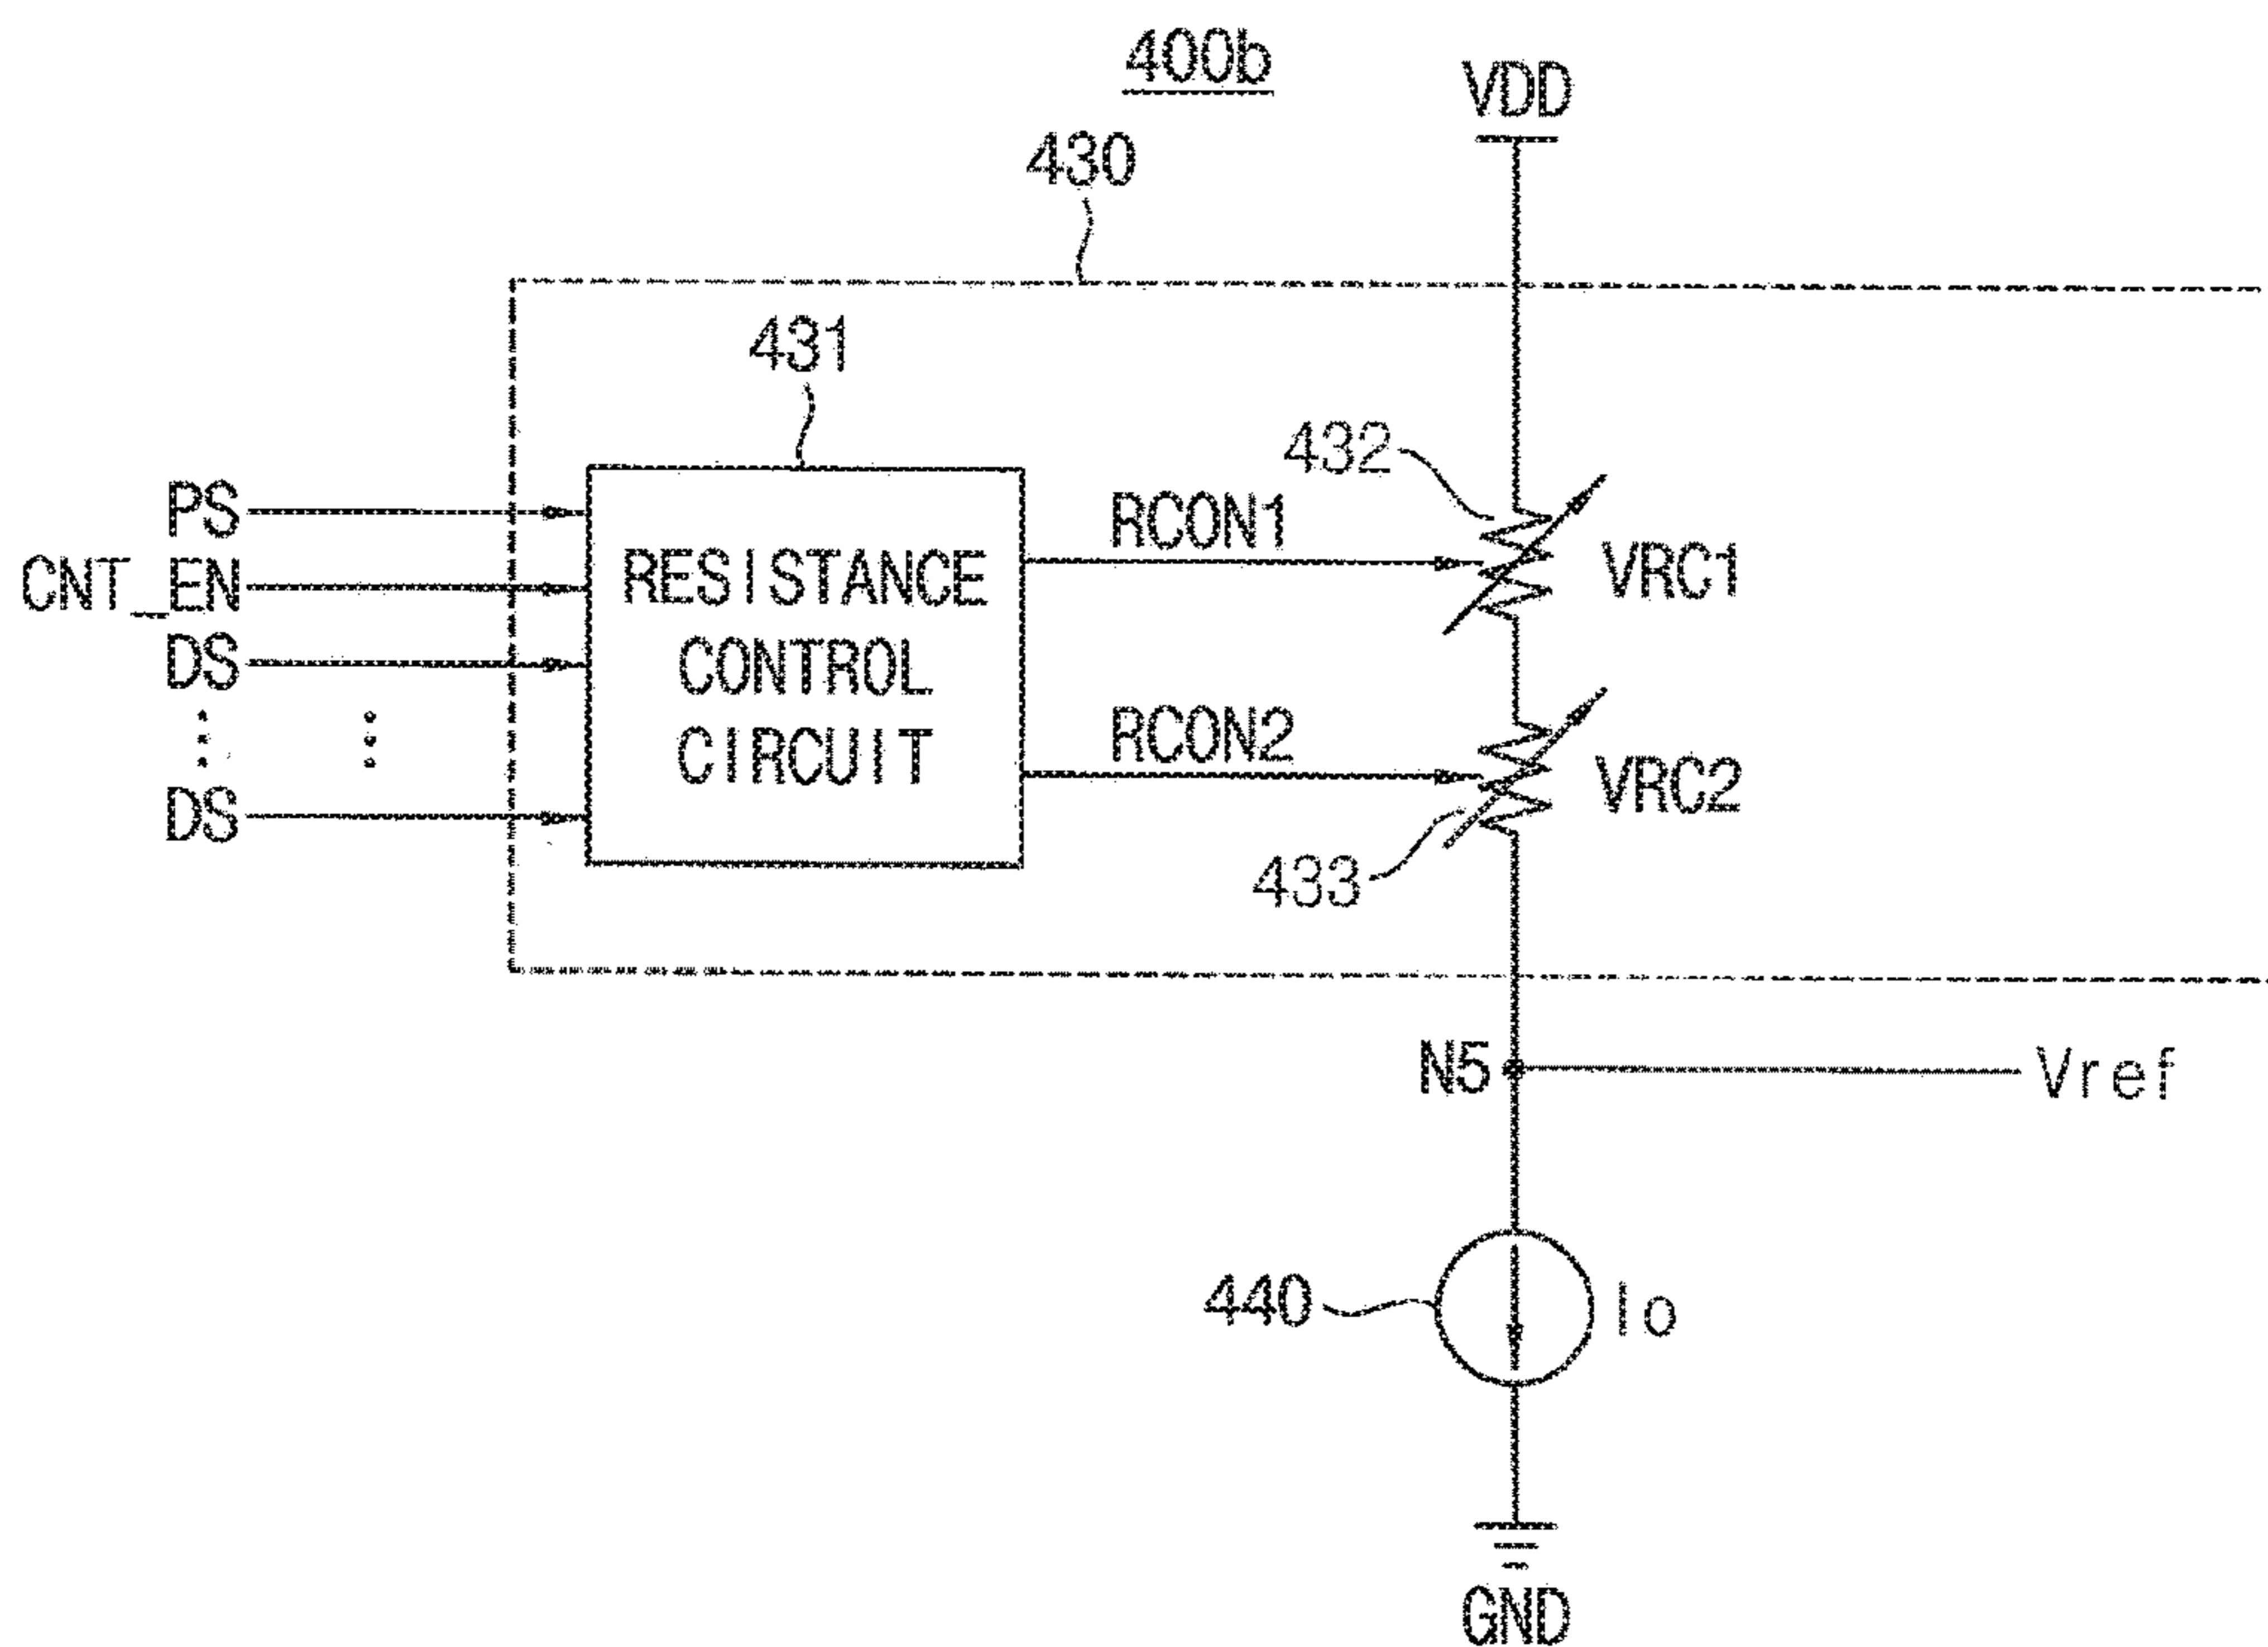 400b
VDD
430
431
432
PS
RCON1
CNT_EN
RESISTANCE
VRC1
DS
CONTROL
RCON2
CIRCUIT
VRC2
DS
433
N5
Vref
440
Io
GND